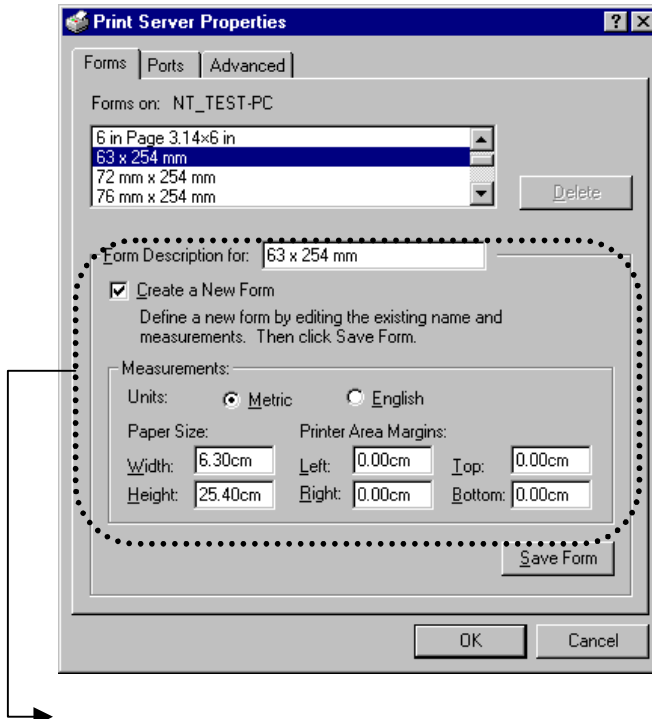 Print Server Properties
Forms Ports Advanced
Forms on: NT_TEST-PC
6 in Page 3.14×6 in
63 x 254 mm
72 mm x 254 mm
76 mm x 254 mm
Delete
Form Description for: 63 x 254 mm
Create a New Form
Define a new form by editing the existing name and
measurements. Then click Save Form.
Measurements:
Units: Metric English
Paper Size: Printer Area Margins:
Width: 6.30cm Left: 0.00cm Top: 0.00cm
Height: 25.40cm Right: 0.00cm Bottom: 0.00cm
Save Form
OK Cancel